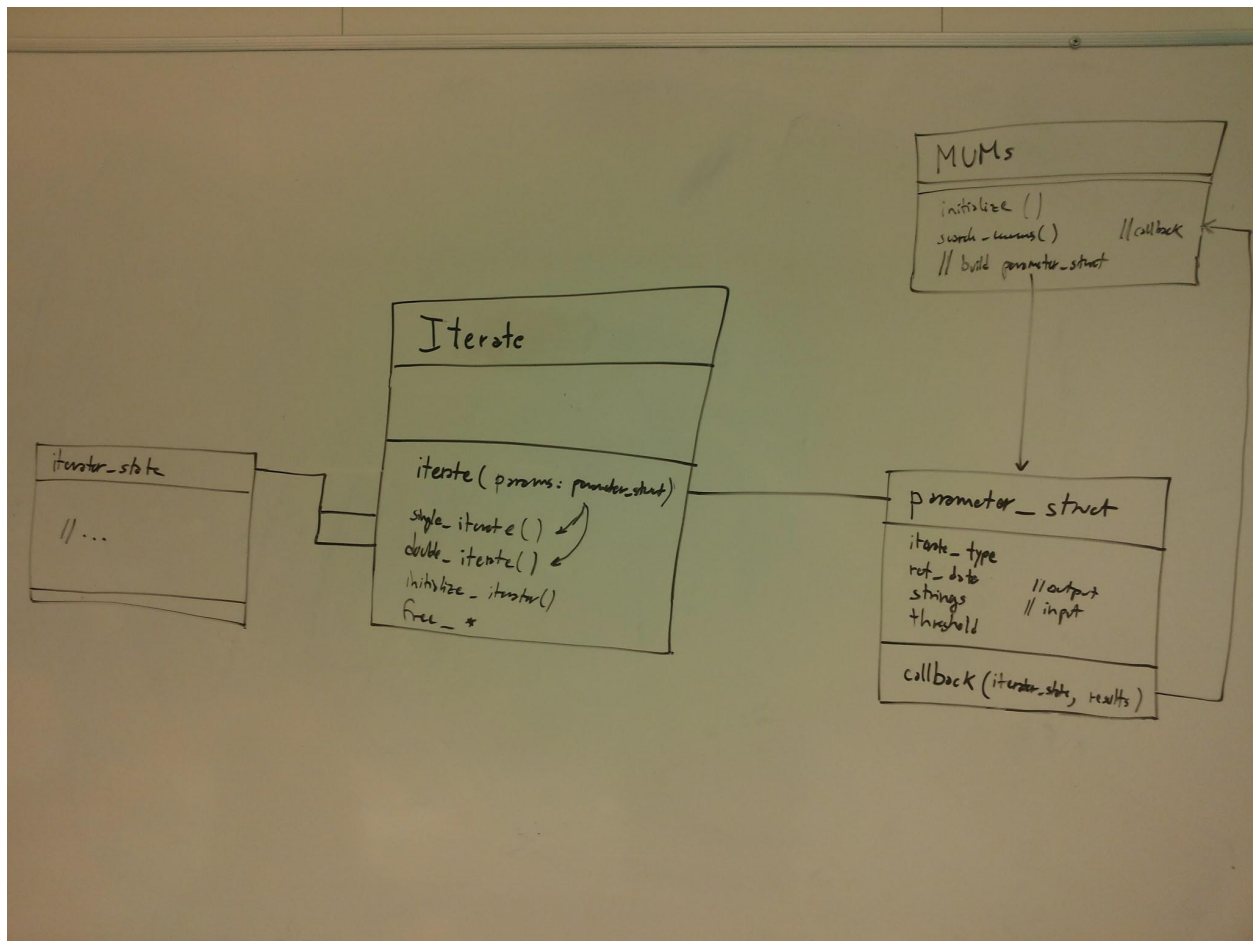 MUMs
initialize ()
search_mums() // callback
// build parameter_struct
Iterate
iterate ( params: parameter_struct)
single_iterate ()
double_iterate()
initialize_iterator()
free_*
iterator_state
// ...
parameter_struct
iterate_type
ret_data // output
strings // input
threshold
callback (iterator_state, results)